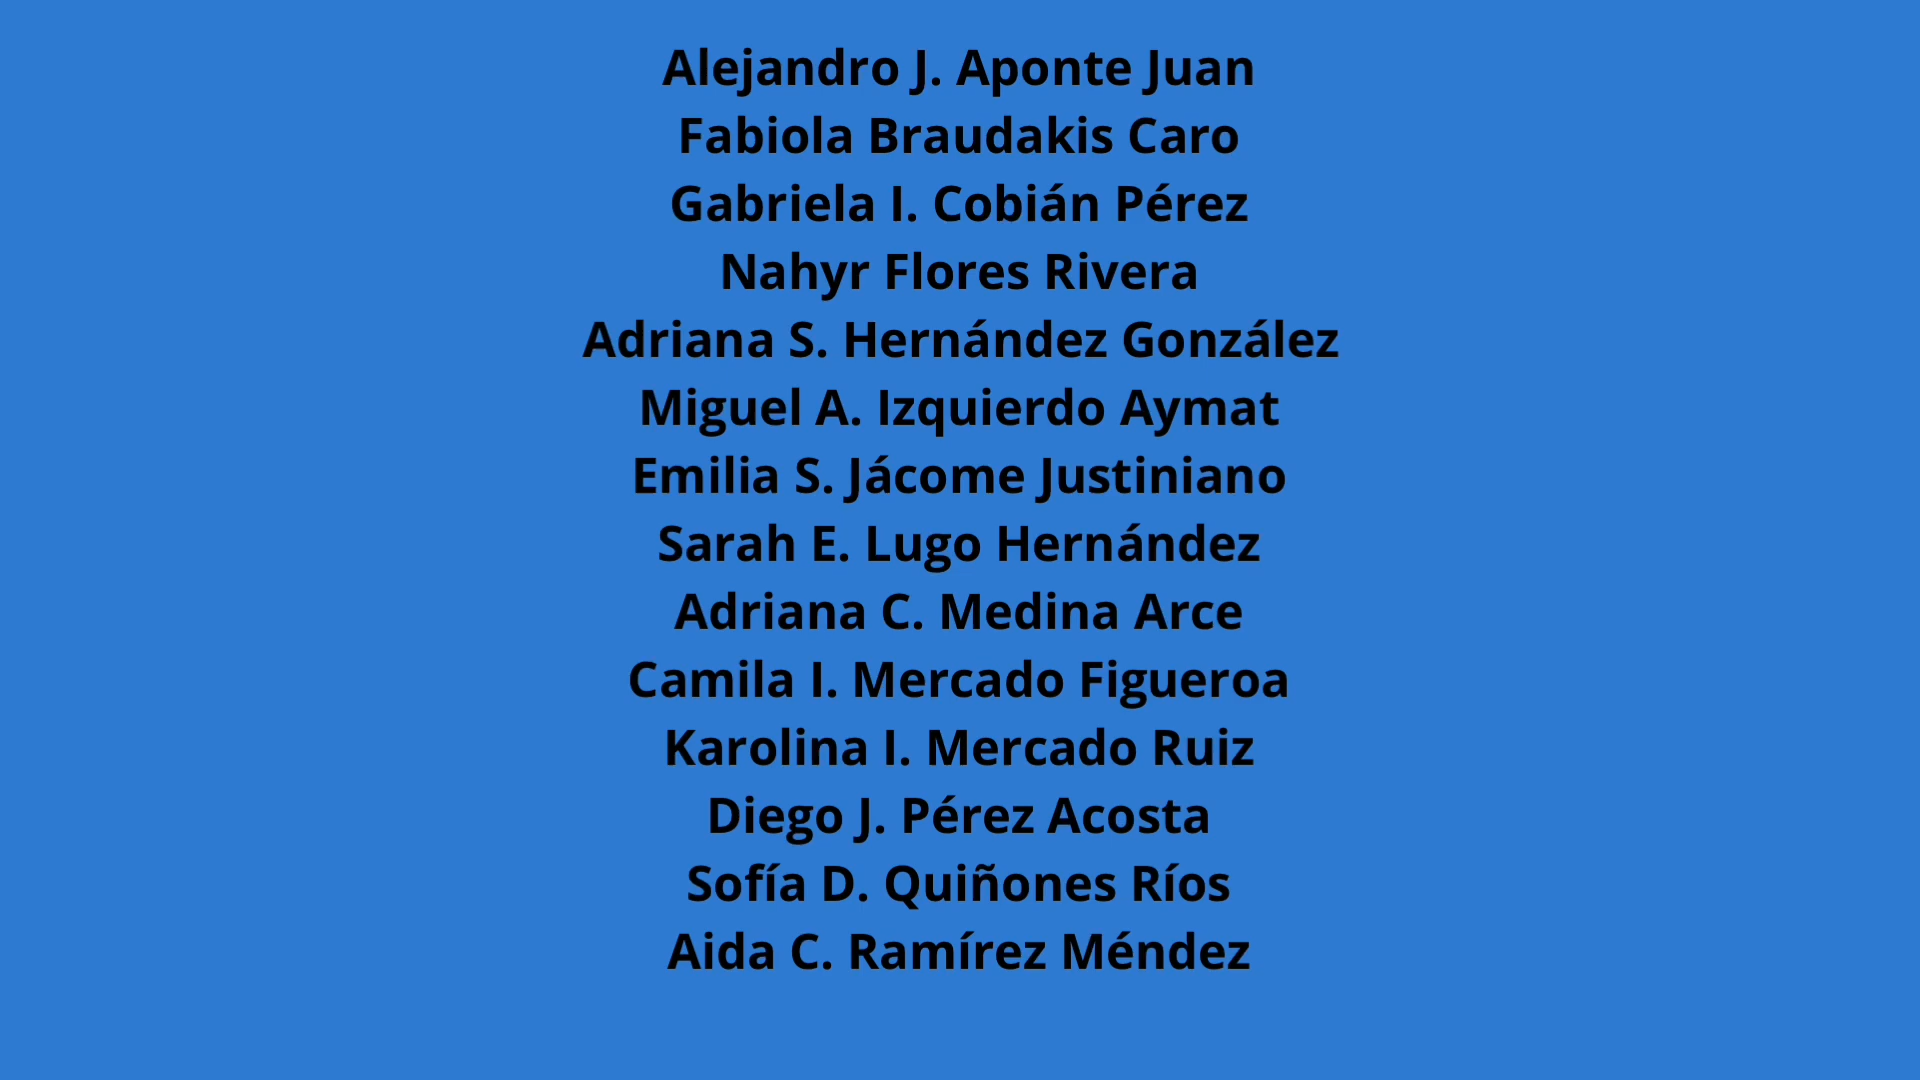 Alejandro J. Aponte Juan
Fabiola Braudakis Caro
Gabriela I. Cobián Pérez
Nahyr Flores Rivera
Adriana S. Hernández González
Miguel A. Izquierdo Aymat
Emilia S. Jácome Justiniano
Sarah E. Lugo Hernández
Adriana C. Medina Arce
Camila I. Mercado Figueroa
Karolina I. Mercado Ruiz
Diego J. Pérez Acosta
Sofía D. Quiñones Ríos
Aida C. Ramírez Méndez